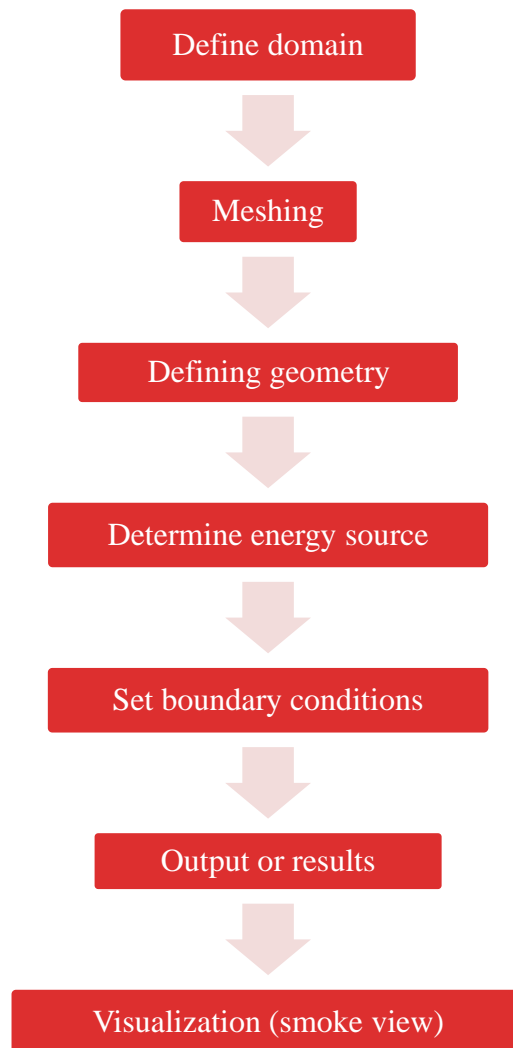 Define domain
Meshing
Defining geometry
Determine energy source
Set boundary conditions
Output or results
Visualization (smoke view)